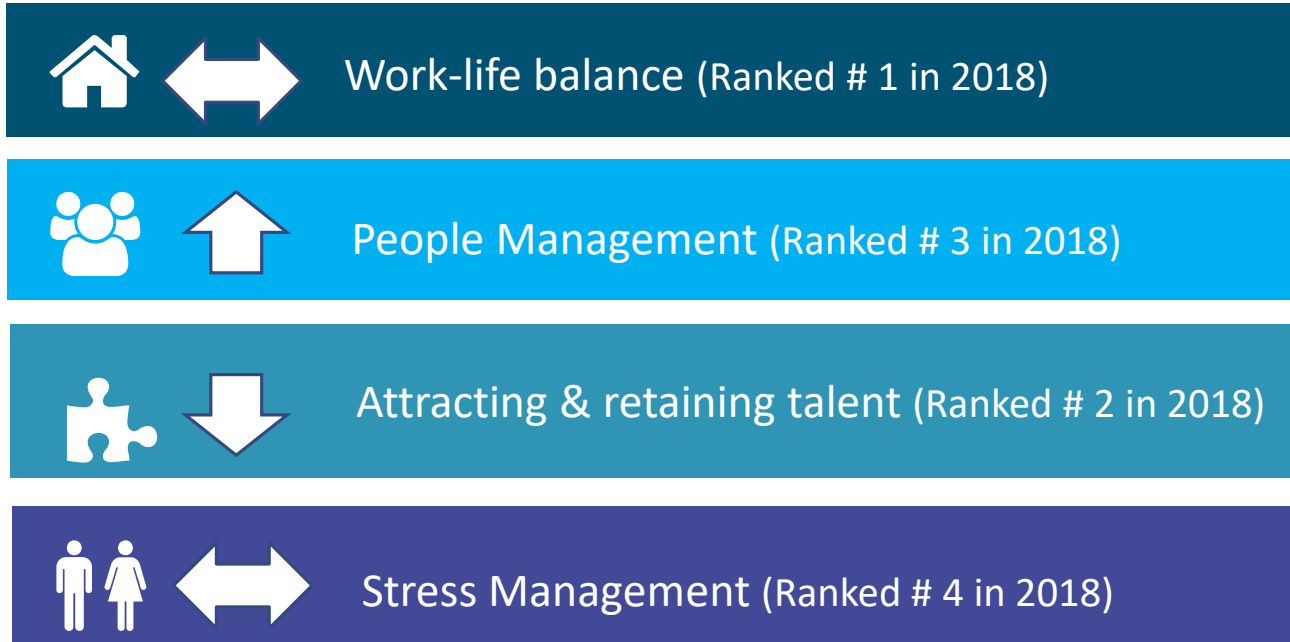 Work-life balance (Ranked # 1 in 2018)
People Management (Ranked # 3 in 2018)
Attracting & retaining talent (Ranked # 2 in 2018)
Stress Management (Ranked # 4 in 2018)